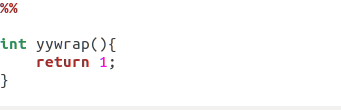 %%
int yywrap(){
    return 1;
}